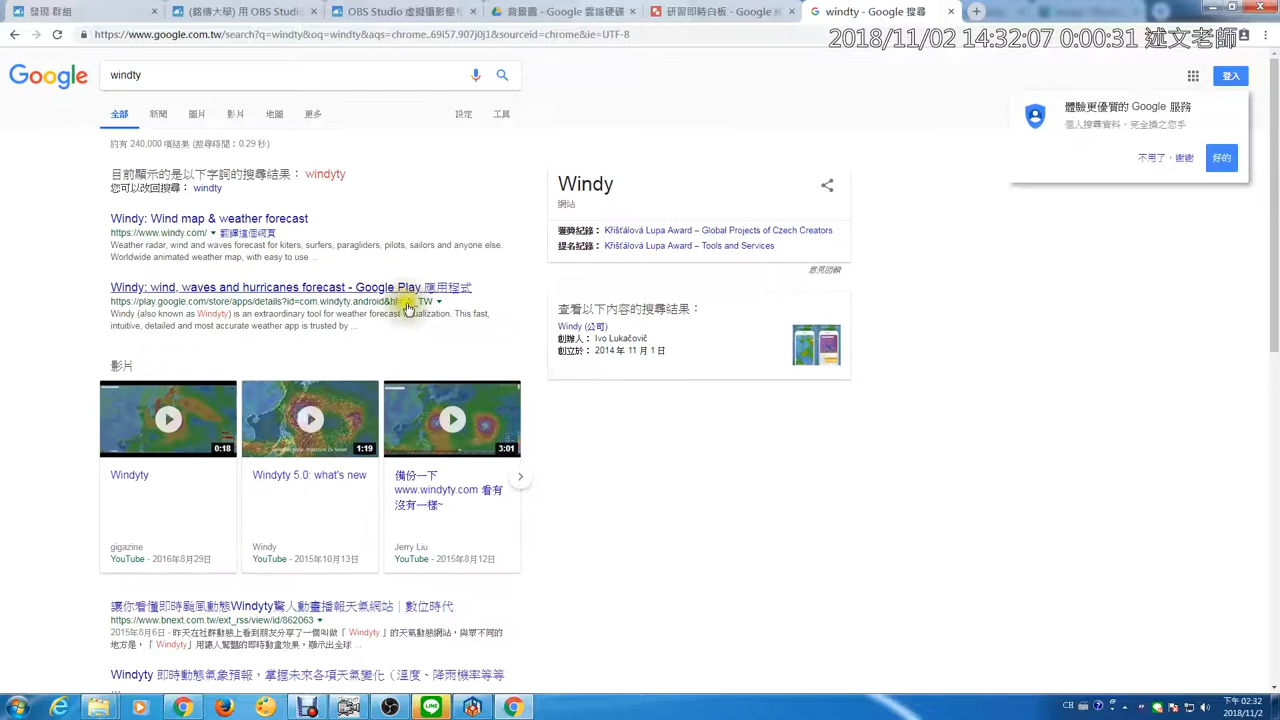 發現 群組
(銘傳大學) 用 OBS Studio
OBS Studio 虛擬攝影棚
背景圖 - Google 雲端硬碟
研習即時白板 - Google
windty - Google 搜尋
https://www.google.com.tw/search?q=windty&oq=windty&aqs=chrome..69i57.907j0j1&sourceid=chrome&ie=UTF-8
2018/11/02 14:32:07 0:00:31 述文老師
Google
windty
登入
全部 新聞 圖片 影片 地圖 更多 設定 工具
體驗更優質的 Google 服務
個人搜尋資料，完全操之您手
不用了，謝謝
好的
約有 240,000 項結果 (搜尋時間：0.29 秒)
目前顯示的是以下字詞的搜尋結果： windyty
您可以改回搜尋： windty
Windy: Wind map & weather forecast
https://www.windy.com/ 翻譯這個網頁
Weather radar, wind and waves forecast for kiters, surfers, paragliders, pilots, sailors and anyone else.
Worldwide animated weather map, with easy to use ...
Windy: wind, waves and hurricanes forecast - Google Play 應用程式
https://play.google.com/store/apps/details?id=com.windyty.android&hl= TW
Windy (also known as Windyty) is an extraordinary tool for weather forecast This fast,
intuitive, detailed and most accurate weather app is trusted by ...
Windy
網站
獲獎紀錄： Křišťálová Lupa Award – Global Projects of Czech Creators
提名紀錄： Křišťálová Lupa Award – Tools and Services
意見回饋
查看以下內容的搜尋結果：
Windy (公司)
創辦人： Ivo Lukačovič
創立於： 2014 年 11 月 1 日
影片
0:18
1:19
3:01
Windyty
gigazine
YouTube - 2016年8月29日
Windyty 5.0: what's new
Windy
YouTube - 2015年10月13日
備份一下
www.windyty.com 看有
沒有一樣~
Jerry Liu
YouTube - 2015年8月12日
讓你看懂即時颱風動態Windyty驚人動畫播報天氣網站｜數位時代
https://www.bnext.com.tw/ext_rss/view/id/862063
2015年8月6日 - 昨天在社群動態上看到朋友分享了一個叫做「 Windyty 」的天氣動態網站，與眾不同的
地方是，「 Windyty」用讓人驚豔的即時動畫效果，顯示出全球 ...
Windyty 即時動態氣象預報，掌握未來各項天氣變化（溫度、降雨機率等等
...
LINE
CH
下午 02:32
2018/11/2